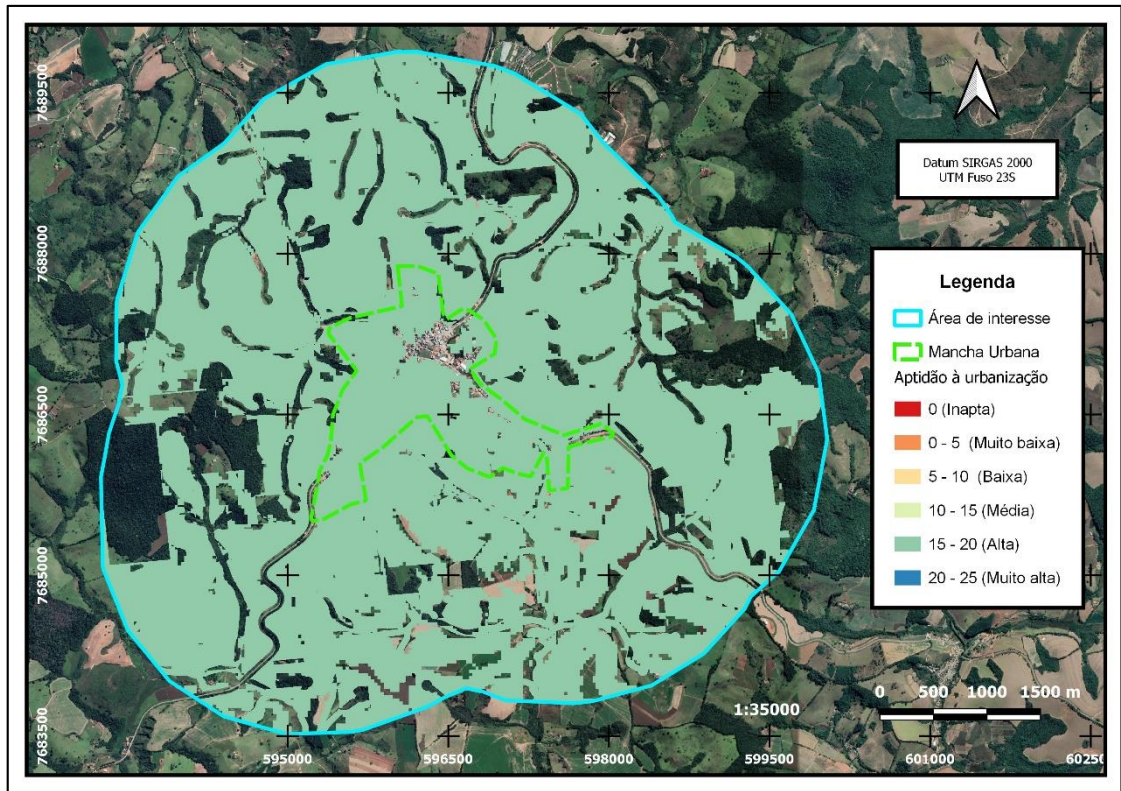 Datum SIRGAS 2000
UTM Fuso 23S
Legenda
Área de interesse
Mancha Urbana
Aptidão à urbanização
0 (Inapta)
0 - 5 (Muito baixa)
5 - 10 (Baixa)
10 - 15 (Média)
15 - 20 (Alta)
20 - 25 (Muito alta)
7689500
7688000
7686500
7685000
7683500
0 500 1000 1500 m
1:35000
595000 596500 598000 599500 601000 602500